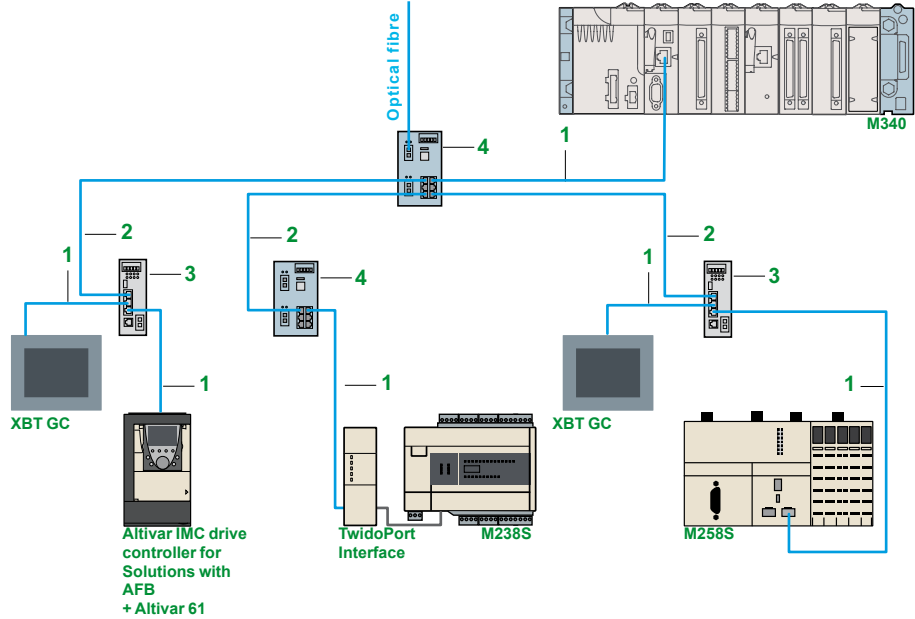 Optical fibre
M340
4
1
2
2
2
1
3
4
1
3
1
1
1
XBT GC
XBT GC
Altivar IMC drive
controller for
Solutions with
AFB
+ Altivar 61
TwidoPort
Interface
M238S
M258S